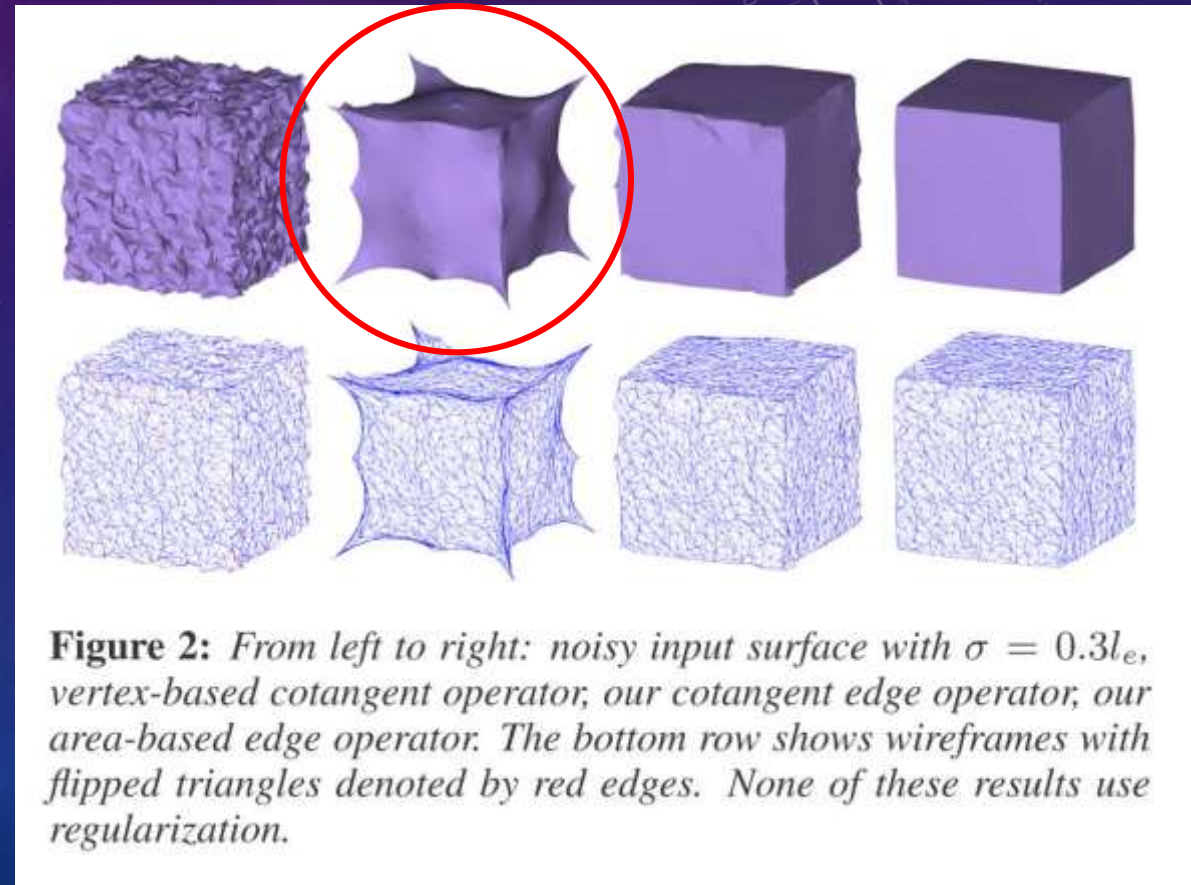 Figure 2: From left to right: noisy input surface with σ = 0.3lₑ,
vertex-based cotangent operator, our cotangent edge operator, our
area-based edge operator. The bottom row shows wireframes with
flipped triangles denoted by red edges. None of these results use
regularization.